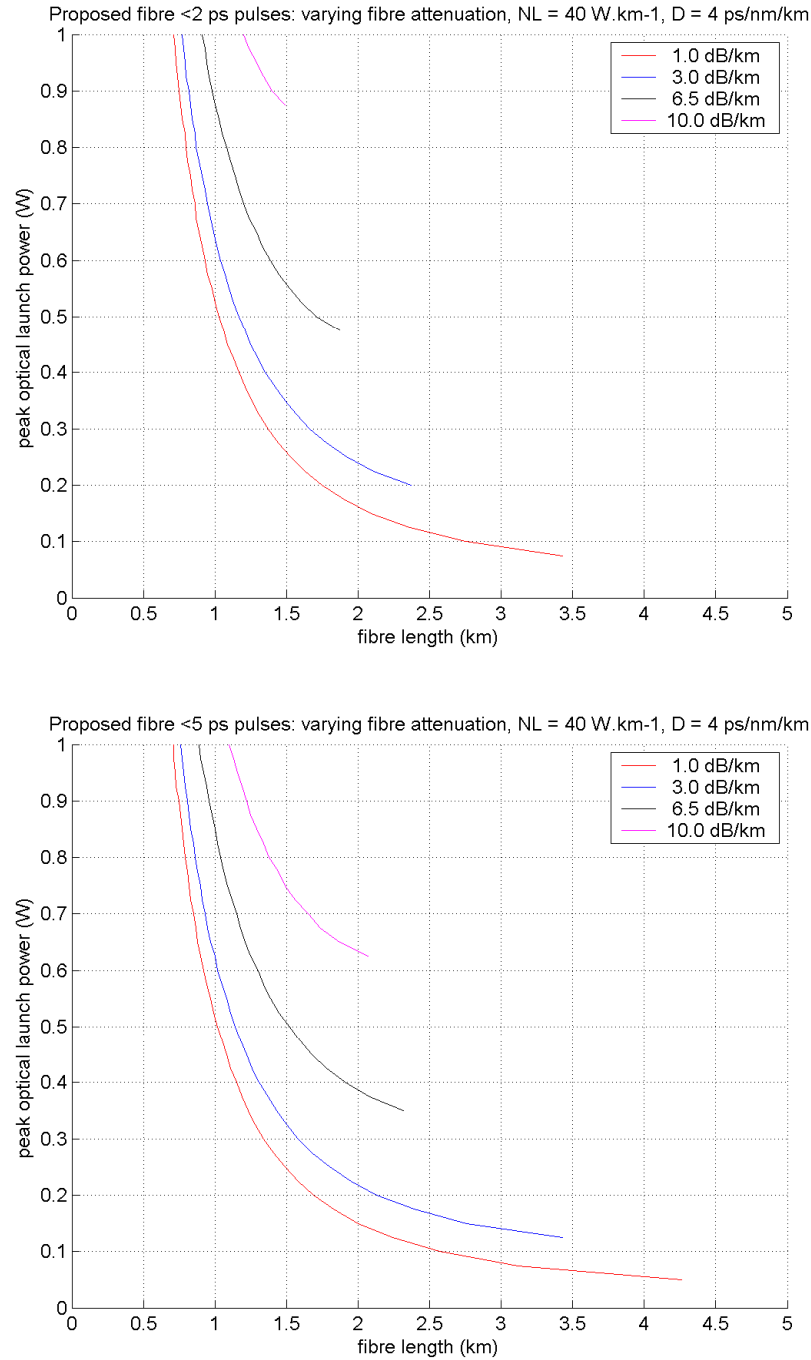 Proposed fibre <2 ps pulses: varying fibre attenuation, NL = 40 W.km-1, D = 4 ps/nm/km
1
0.9
0.8
0.7
0.6
0.5
0.4
0.3
0.2
0.1
0
peak optical launch power (W)
1.0 dB/km
3.0 dB/km
6.5 dB/km
10.0 dB/km
0 0.5 1 1.5 2 2.5 3 3.5 4 4.5 5
fibre length (km)
Proposed fibre <5 ps pulses: varying fibre attenuation, NL = 40 W.km-1, D = 4 ps/nm/km
1
0.9
0.8
0.7
0.6
0.5
0.4
0.3
0.2
0.1
0
peak optical launch power (W)
1.0 dB/km
3.0 dB/km
6.5 dB/km
10.0 dB/km
0 0.5 1 1.5 2 2.5 3 3.5 4 4.5 5
fibre length (km)